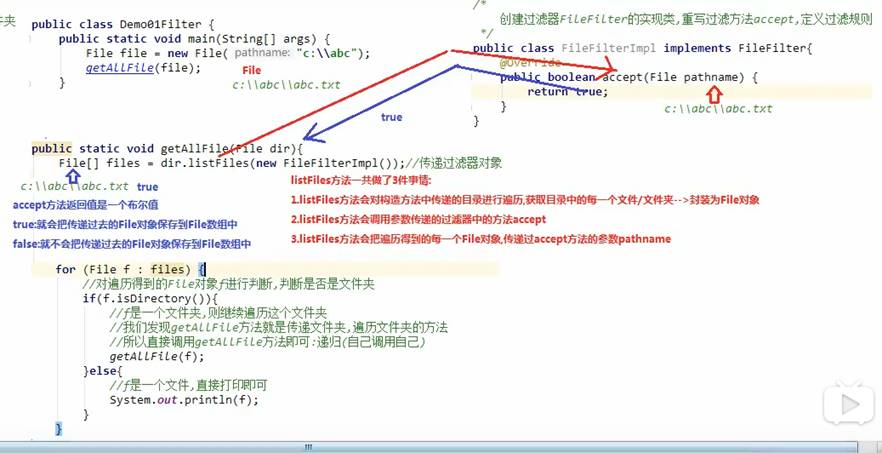 件夹
public class Demo01Filter {
public static void main(String[] args) {
File file = new File( pathname: "c:\\abc");
getAllFile(file);
File
}
c:\\abc\\abc.txt
/*
创建过滤器FileFilter的实现类,重写过滤方法accept,定义过滤规则
*/
public class FileFilterImpl implements FileFilter{
@Override
public boolean accept(File pathname) {
return true;
}
c:\\abc\\abc.txt
}
true
public static void getAllFile(File dir){
File[] files = dir.listFiles(new FileFilterImpl());//传递过滤器对象
c:\\abc\\abc.txt true
accept方法返回值是一个布尔值
true:就会把传递过去的File对象保存到File数组中
false:就不会把传递过去的File对象保存到File数组中
listFiles方法一共做了3件事情:
1.listFiles方法会对构造方法中传递的目录进行遍历,获取目录中的每一个文件/文件夹-->封装为File对象
2.listFiles方法会调用参数传递的过滤器中的方法accept
3.listFiles方法会把遍历得到的每一个File对象,传递过accept方法的参数pathname
for (File f : files) {
//对遍历得到的File对象f进行判断,判断是否是文件夹
if(f.isDirectory()){
//f是一个文件夹,则继续遍历这个文件夹
//我们发现getAllFile方法就是传递文件夹,遍历文件夹的方法
//所以直接调用getAllFile方法即可:递归(自己调用自己)
getAllFile(f);
}else{
//f是一个文件,直接打印即可
System.out.println(f);
}
}